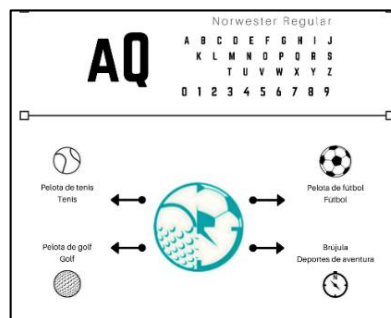 Norwester Regular
AQ
A B C D E F G H I J
K L M N O P Q R S
T U V W X Y Z
0 1 2 3 4 5 6 7 8 9
Pelota de tenis
Tenis
Pelota de fútbol
Fútbol
Pelota de golf
Golf
Brújula
Deportes de aventura
N